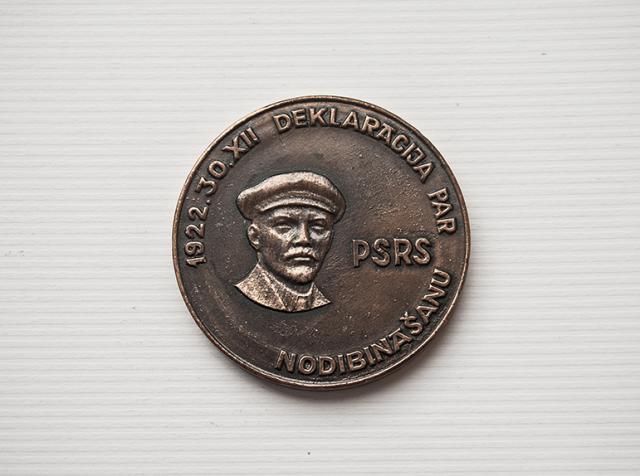 1922.30.XII DEKLARĀCIJA PAR
NODIBINĀŠANU
PSRS